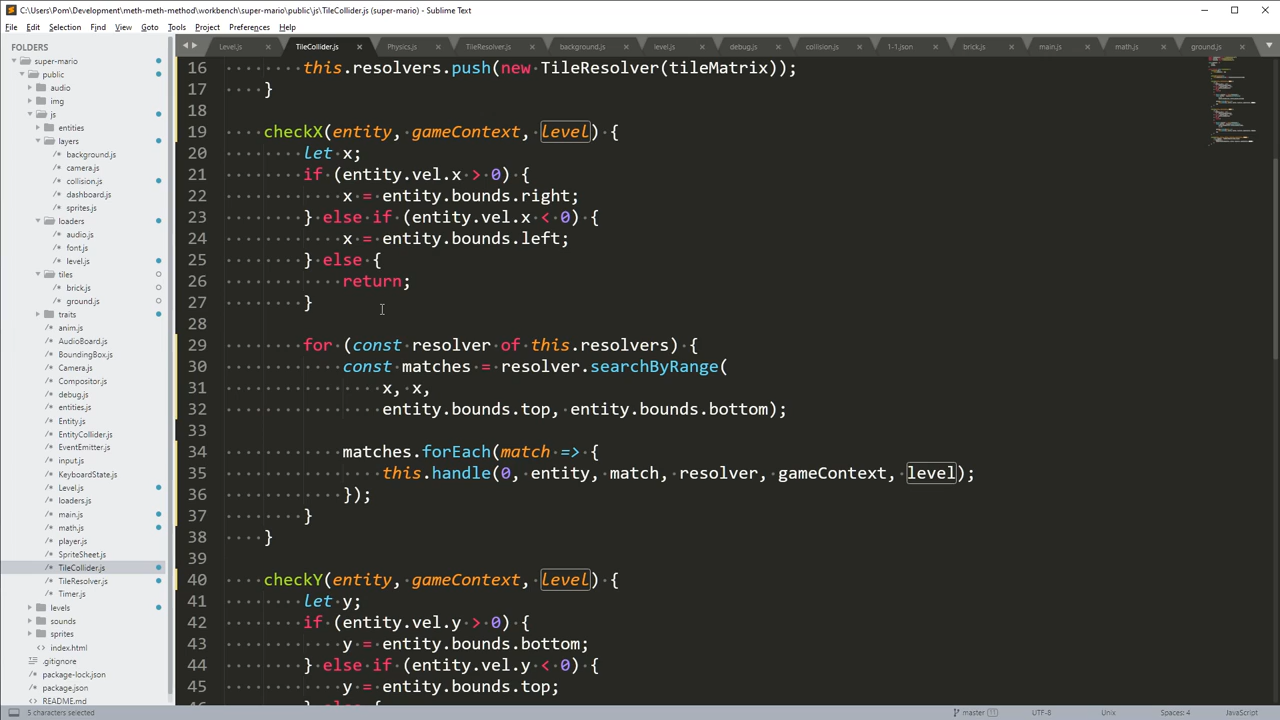 C:\Users\Pom\Development\meth-meth-method\workbench\super-mario\public\js\TileCollider.js (super-mario) - Sublime Text
File Edit Selection Find View Goto Tools Project Preferences Help
FOLDERS
super-mario
public
audio
img
js
entities
layers
background.js
camera.js
collision.js
dashboard.js
sprites.js
loaders
audio.js
font.js
level.js
tiles
brick.js
ground.js
traits
anim.js
AudioBoard.js
BoundingBox.js
Camera.js
Compositor.js
debug.js
entities.js
Entity.js
EntityCollider.js
EventEmitter.js
input.js
KeyboardState.js
Level.js
loaders.js
main.js
math.js
player.js
SpriteSheet.js
TileCollider.js
TileResolver.js
Timer.js
levels
sounds
sprites
index.html
.gitignore
package-lock.json
package.json
README.md
Level.js TileCollider.js Physics.js TileResolver.js background.js level.js debug.js collision.js 1-1.json brick.js main.js math.js ground.js
16 this.resolvers.push(new TileResolver(tileMatrix));
17 }
18
19 checkX(entity, gameContext, level) {
20 let x;
21 if (entity.vel.x > 0) {
22 x = entity.bounds.right;
23 } else if (entity.vel.x < 0) {
24 x = entity.bounds.left;
25 } else {
26 return;
27 }
28
29 for (const resolver of this.resolvers) {
30 const matches = resolver.searchByRange(
31 x, x,
32 entity.bounds.top, entity.bounds.bottom);
33
34 matches.forEach(match => {
35 this.handle(0, entity, match, resolver, gameContext, level);
36 });
37 }
38 }
39
40 checkY(entity, gameContext, level) {
41 let y;
42 if (entity.vel.y > 0) {
43 y = entity.bounds.bottom;
44 } else if (entity.vel.y < 0) {
45 y = entity.bounds.top;
5 characters selected
master 11 UTF-8 Unix Spaces: 4 JavaScript